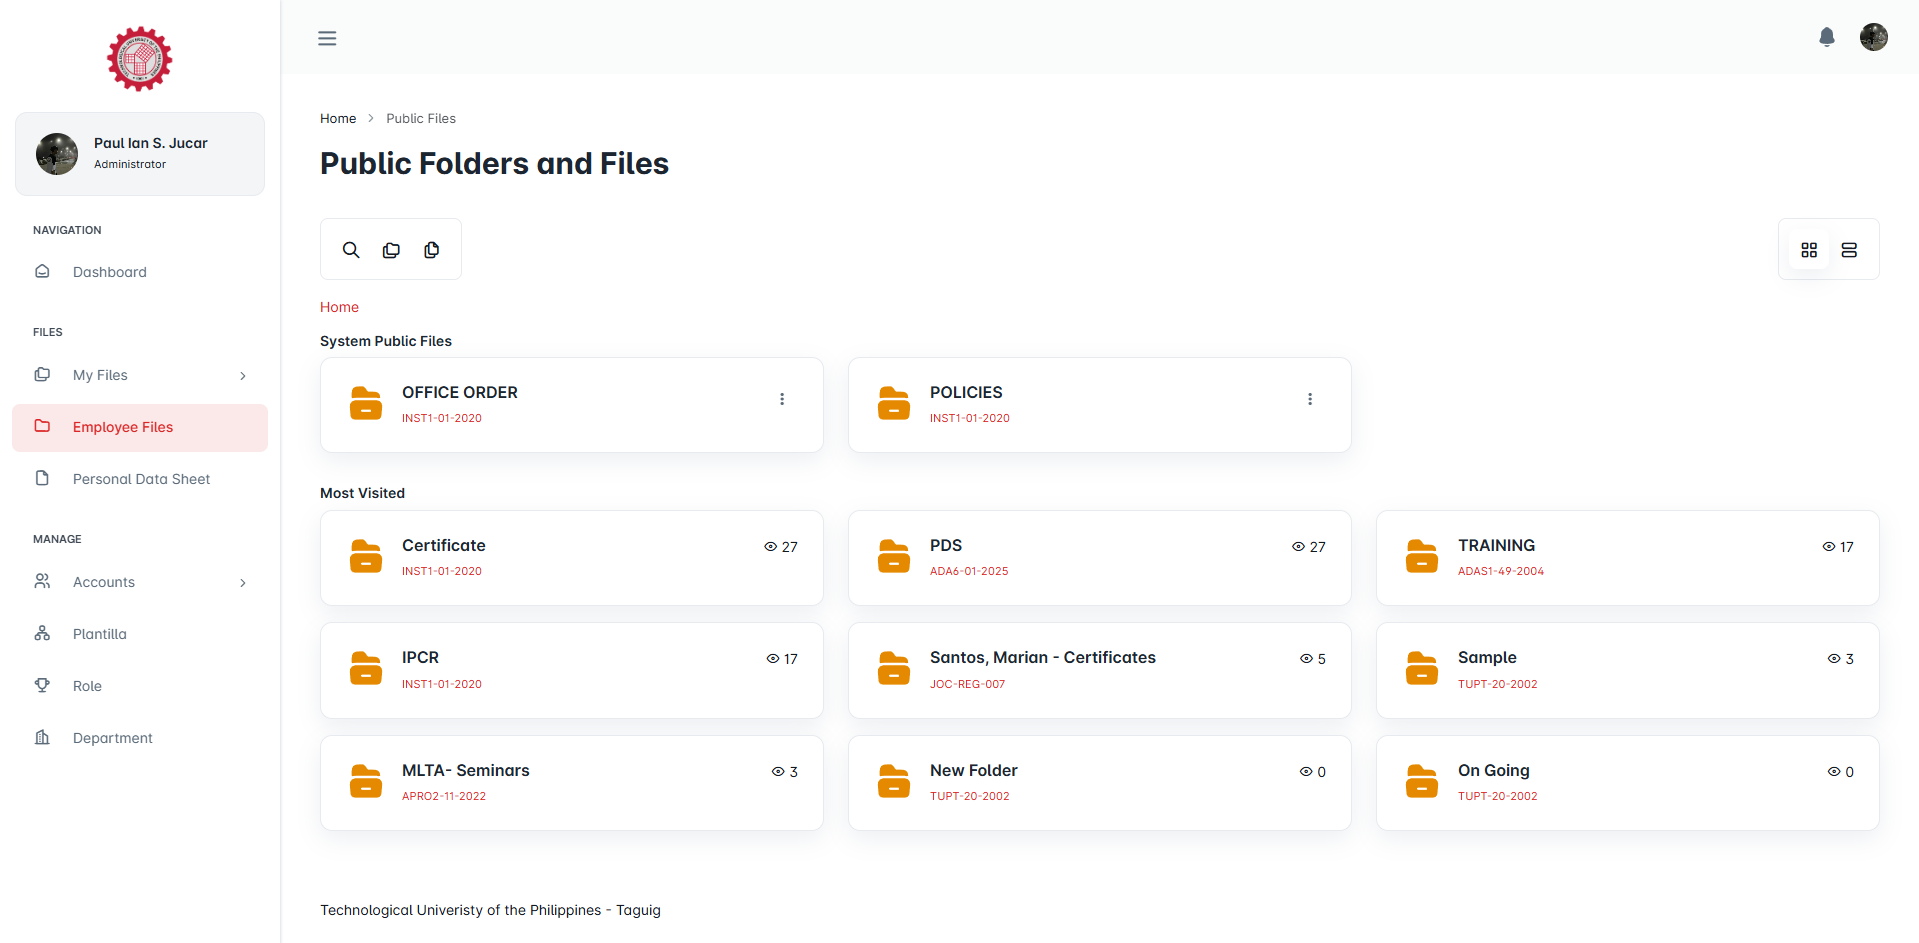 Paul Ian S. Jucar
Administrator
NAVIGATION
Dashboard
FILES
My Files
Employee Files
Personal Data Sheet
MANAGE
Accounts
Plantilla
Role
Department
Home > Public Files
Public Folders and Files
Home
System Public Files
OFFICE ORDER
INST1-01-2020
POLICIES
INST1-01-2020
Most Visited
Certificate 27
INST1-01-2020
PDS 27
ADA6-01-2025
TRAINING 17
ADAS1-49-2004
IPCR 17
INST1-01-2020
Santos, Marian - Certificates 5
JOC-REG-007
Sample 3
TUPT-20-2002
MLTA- Seminars 3
APRO2-11-2022
New Folder 0
TUPT-20-2002
On Going 0
TUPT-20-2002
Technological Univeristy of the Philippines - Taguig